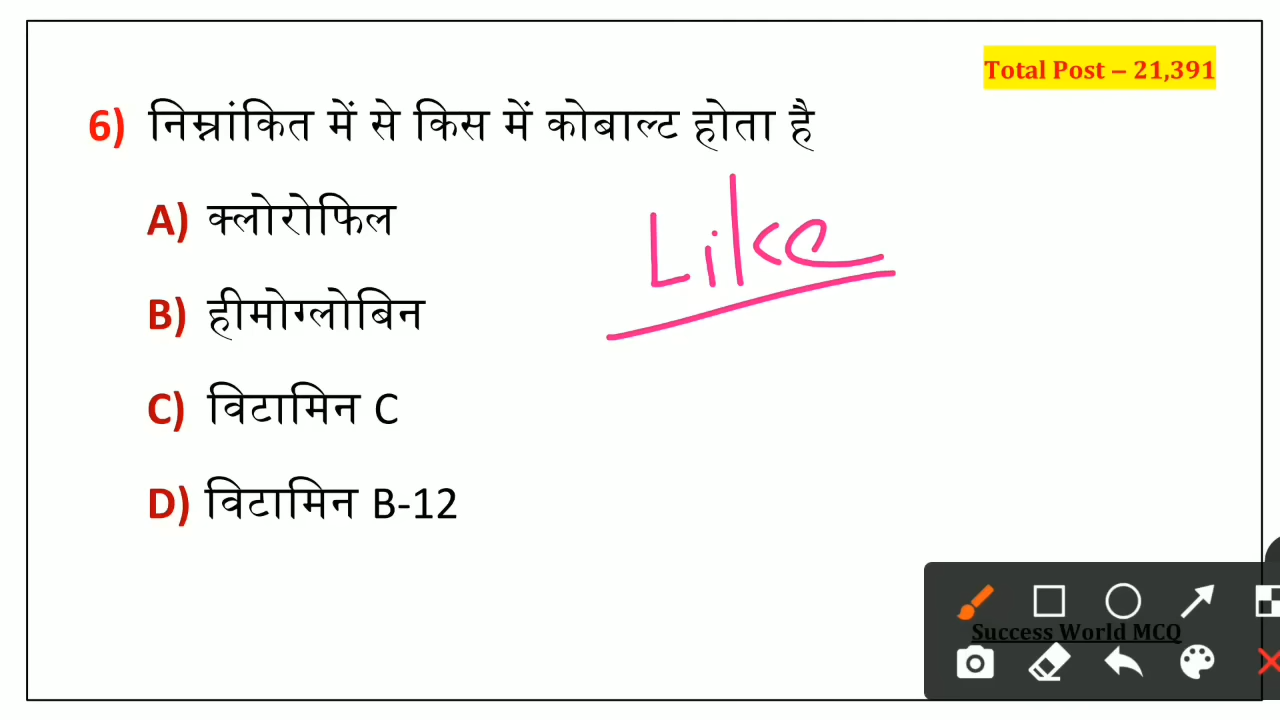 Total Post – 21,391
6) निम्नांकित में से किस में कोबाल्ट होता है
A) क्लोरोफिल
Like
B) हीमोग्लोबिन
C) विटामिन C
D) विटामिन B-12
Success World MCQ